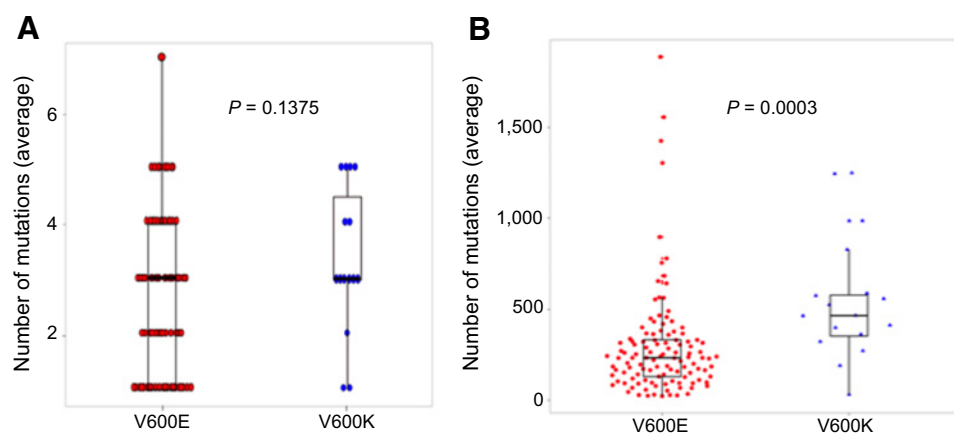 A
Number of mutations (average)
6
4
2
P = 0.1375
V600E
V600K
B
Number of mutations (average)
1,500
1,000
500
0
P = 0.0003
V600E
V600K